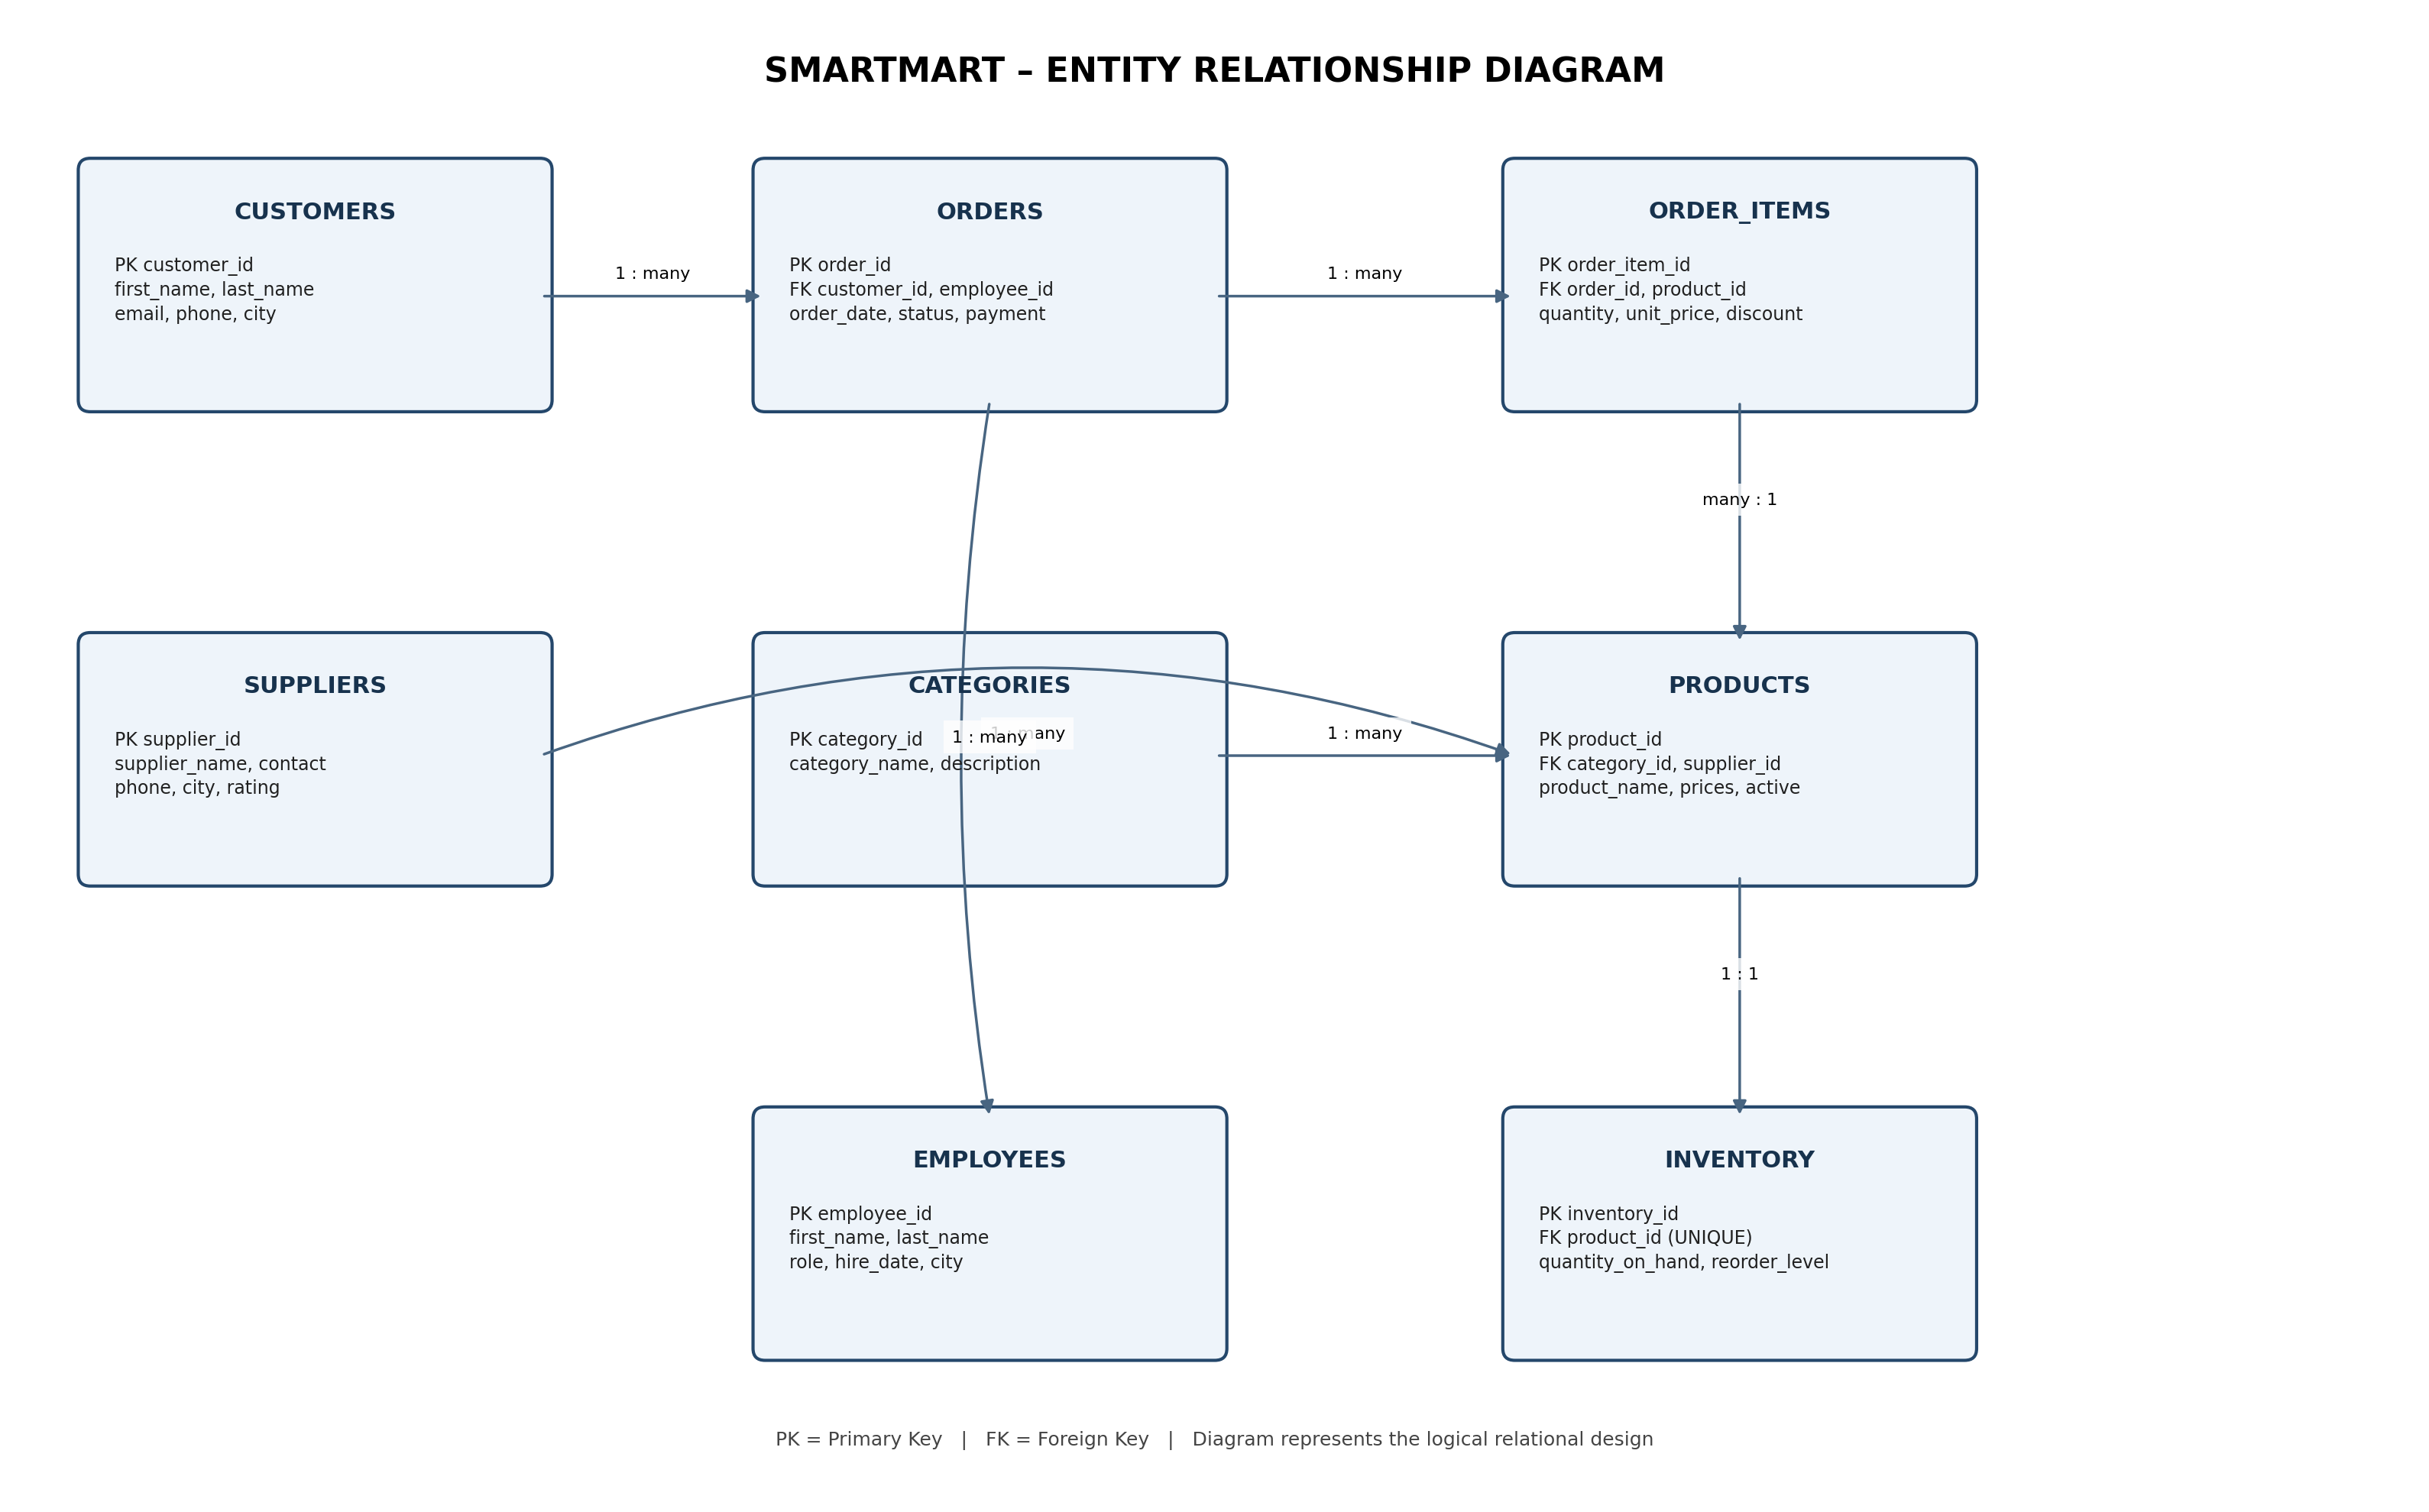 SMARTMART – ENTITY RELATIONSHIP DIAGRAM
CUSTOMERS
PK customer_id
first_name, last_name
email, phone, city
1 : many
ORDERS
PK order_id
FK customer_id, employee_id
order_date, status, payment
1 : many
ORDER_ITEMS
PK order_item_id
FK order_id, product_id
quantity, unit_price, discount
many : 1
SUPPLIERS
PK supplier_id
supplier_name, contact
phone, city, rating
CATEGORIES
PK category_id
category_name, description
1 : many
many
1 : many
PRODUCTS
PK product_id
FK category_id, supplier_id
product_name, prices, active
1 : 1
EMPLOYEES
PK employee_id
first_name, last_name
role, hire_date, city
INVENTORY
PK inventory_id
FK product_id (UNIQUE)
quantity_on_hand, reorder_level
PK = Primary Key | FK = Foreign Key | Diagram represents the logical relational design